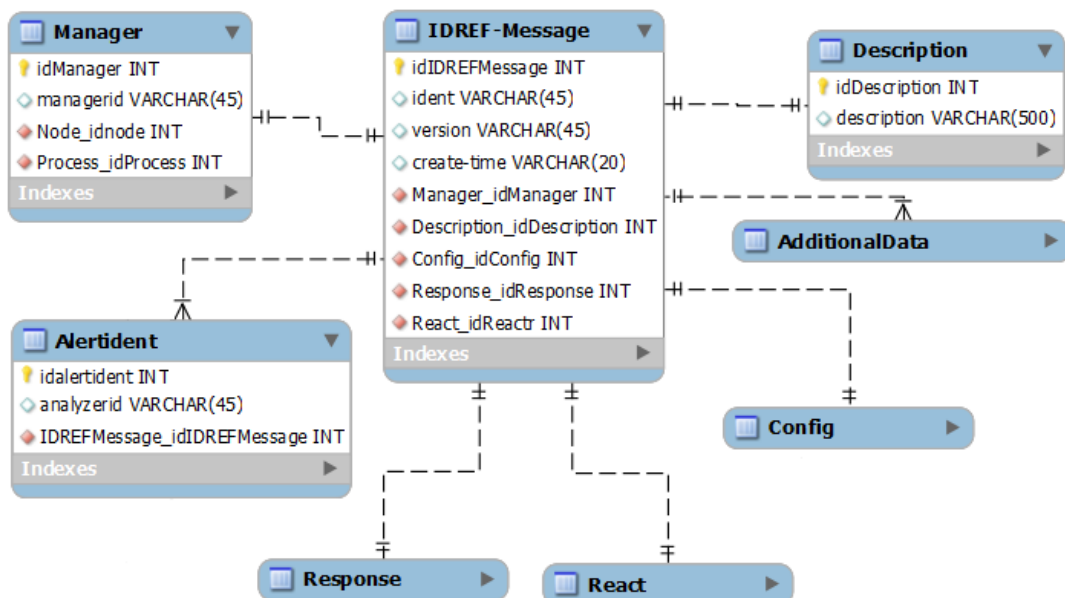 Manager
idManager INT
managerid VARCHAR(45)
Node_idnode INT
Process_idProcess INT
Indexes
IDREF-Message
idIDREFMessage INT
ident VARCHAR(45)
version VARCHAR(45)
create-time VARCHAR(20)
Manager_idManager INT
Description_idDescription INT
Config_idConfig INT
Response_idResponse INT
React_idReactr INT
Indexes
Description
idDescription INT
description VARCHAR(500)
Indexes
AdditionalData
Alertident
idalertident INT
analyzerid VARCHAR(45)
IDREFMessage_idIDREFMessage INT
Indexes
Config
Response
React